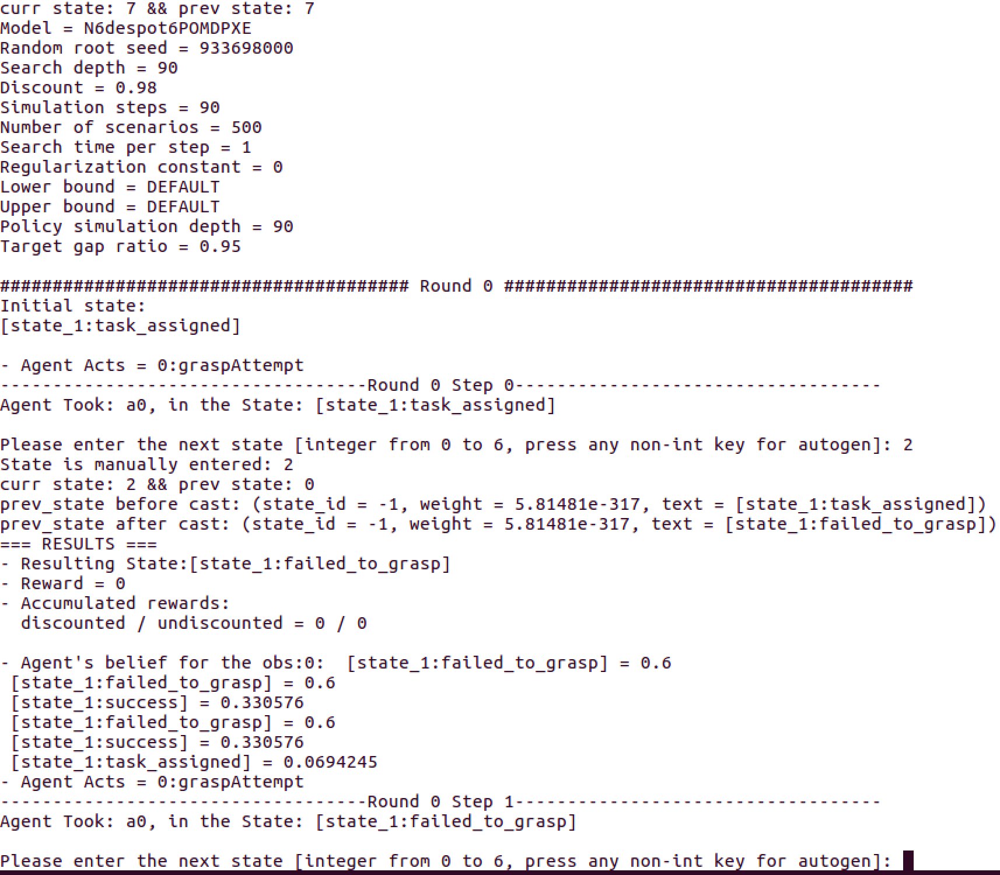 curr state: 7 && prev state: 7
Model = N6despot6POMDPXE
Random root seed = 933698000
Search depth = 90
Discount = 0.98
Simulation steps = 90
Number of scenarios = 500
Search time per step = 1
Regularization constant = 0
Lower bound = DEFAULT
Upper bound = DEFAULT
Policy simulation depth = 90
Target gap ratio = 0.95
####################################### Round 0 #######################################
Initial state:
[state_1:task_assigned]
- Agent Acts = 0:graspAttempt
-----------------------------------Round 0 Step 0-----------------------------------
Agent Took: a0, in the State: [state_1:task_assigned]
Please enter the next state [integer from 0 to 6, press any non-int key for autogen]: 2
State is manually entered: 2
curr state: 2 && prev state: 0
prev_state before cast: (state_id = -1, weight = 5.81481e-317, text = [state_1:task_assigned])
prev_state after cast: (state_id = -1, weight = 5.81481e-317, text = [state_1:failed_to_grasp])
=== RESULTS ===
- Resulting State:[state_1:failed_to_grasp]
- Reward = 0
- Accumulated rewards:
  discounted / undiscounted = 0 / 0
- Agent's belief for the obs:0:  [state_1:failed_to_grasp] = 0.6
 [state_1:failed_to_grasp] = 0.6
 [state_1:success] = 0.330576
 [state_1:failed_to_grasp] = 0.6
 [state_1:success] = 0.330576
 [state_1:task_assigned] = 0.0694245
- Agent Acts = 0:graspAttempt
-----------------------------------Round 0 Step 1-----------------------------------
Agent Took: a0, in the State: [state_1:failed_to_grasp]
Please enter the next state [integer from 0 to 6, press any non-int key for autogen]: